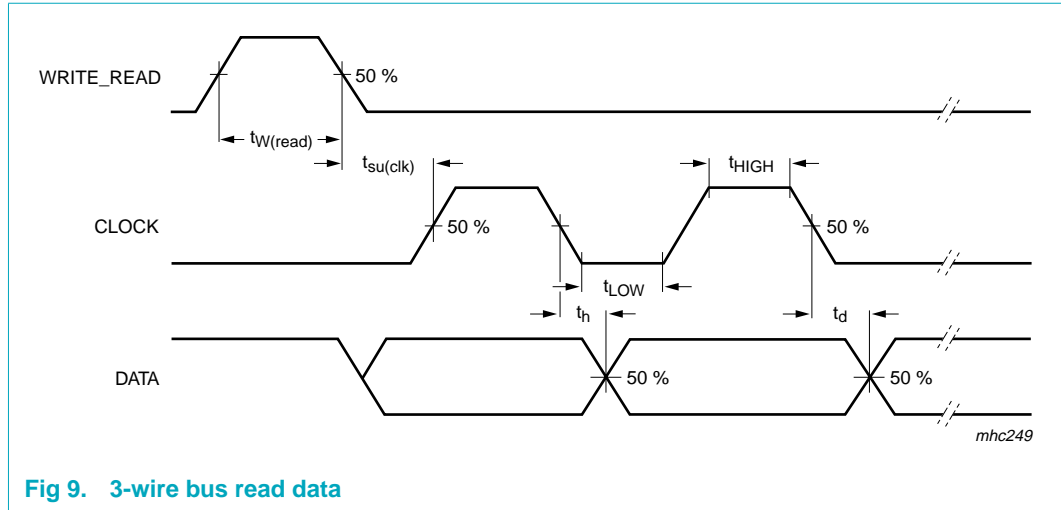 WRITE_READ
50 %
tW(read)
tsu(clk)
tHIGH
CLOCK
50 %
50 %
tLOW
th
td
DATA
50 %
50 %
mhc249
Fig 9. 3-wire bus read data